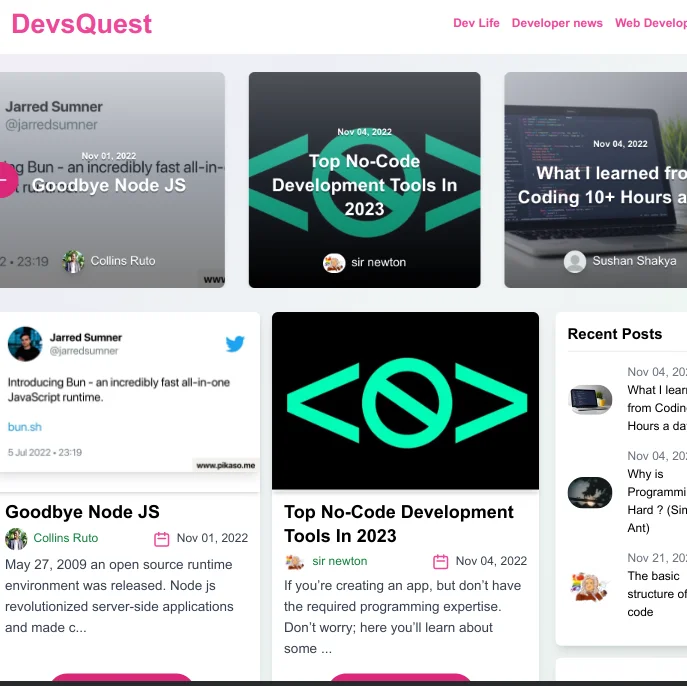 DevsQuest
Dev Life Developer news Web Develop
Jarred Sumner
@jarredsumner
Nov 01, 2022
ng Bun - an incredibly fast all-in-
Goodbye Node JS
2 • 23:19
Collins Ruto
www
Nov 04, 2022
Top No-Code
Development Tools In
2023
sir newton
Nov 04, 2022
What I learned fro
Coding 10+ Hours a
Sushan Shakya
Jarred Sumner
@jarredsumner
Introducing Bun - an incredibly fast all-in-one
JavaScript runtime.
bun.sh
5 Jul 2022 • 23:19
www.pikaso.me
Goodbye Node JS
Collins Ruto
Nov 01, 2022
May 27, 2009 an open source runtime
environment was released. Node js
revolutionized server-side applications
and made c...
Top No-Code Development
Tools In 2023
sir newton
Nov 04, 2022
If you’re creating an app, but don’t have
the required programming expertise.
Don’t worry; here you’ll learn about
some ...
Recent Posts
Nov 04, 202
What I lear
from Codin
Hours a da
Nov 04, 202
Why is
Programmi
Hard ? (Sim
Ant)
Nov 21, 202
The basic
structure of
code